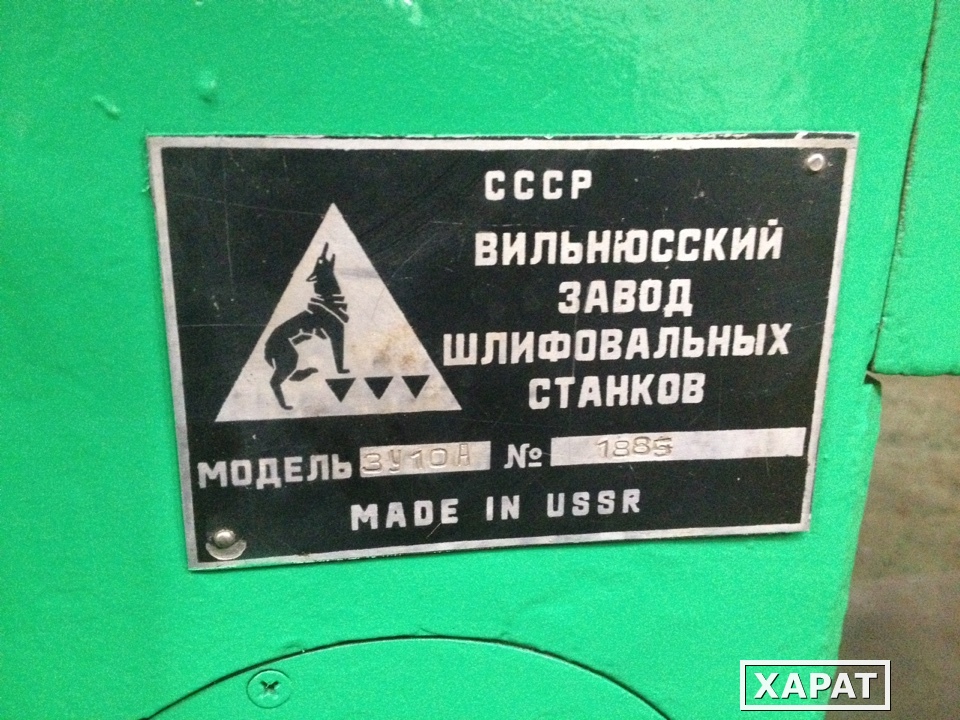 СССР
ВИЛЬНЮССКИЙ
ЗАВОД
ШЛИФОВАЛЬНЫХ
СТАНКОВ
МОДЕЛЬ 3У10А № 1885
MADE IN USSR
ХАРАТ